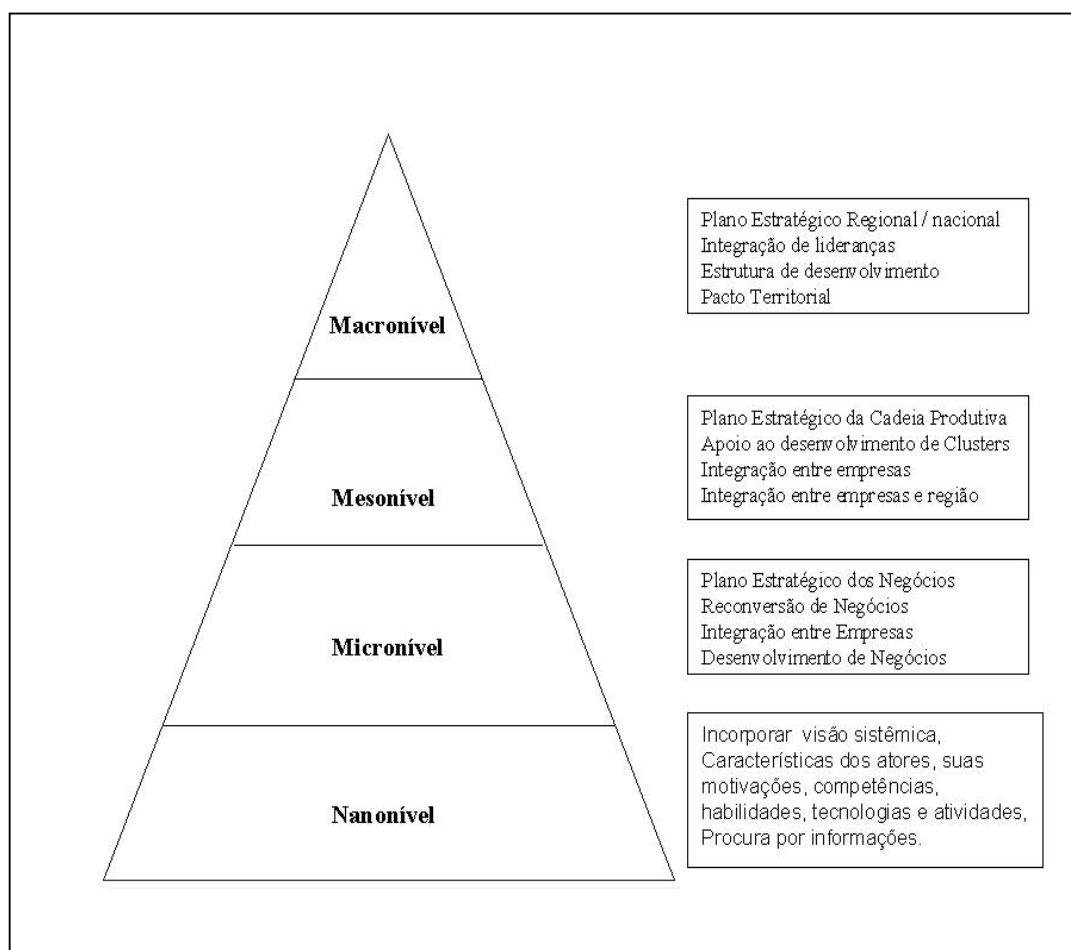 Macronível
Plano Estratégico Regional / nacional
Integração de lideranças
Estrutura de desenvolvimento
Pacto Territorial
Mesonível
Plano Estratégico da Cadeia Produtiva
Apoio ao desenvolvimento de Clusters
Integração entre empresas
Integração entre empresas e região
Micronível
Plano Estratégico dos Negócios
Reconversão de Negócios
Integração entre Empresas
Desenvolvimento de Negócios
Nanonível
Incorporar visão sistêmica,
Características dos atores, suas
motivações, competências,
habilidades, tecnologias e atividades,
Procura por informações.